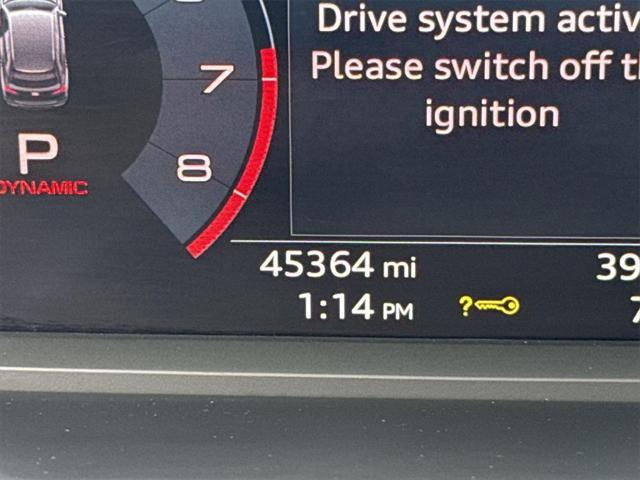 Drive system activ
Please switch off th
ignition
7
8
P
DYNAMIC
45364 mi
39
1:14 PM
?
7